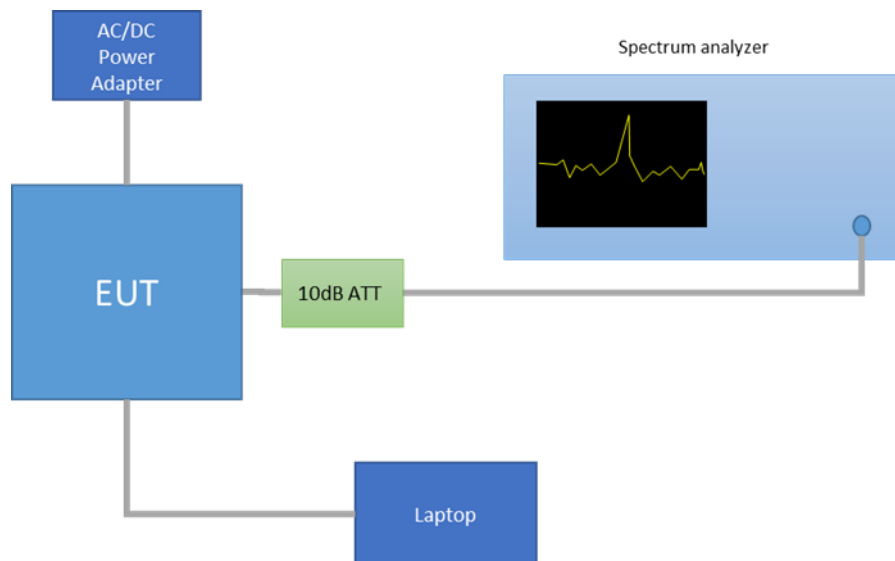 AC/DC
Power
Adapter
Spectrum analyzer
EUT
10dB ATT
Laptop